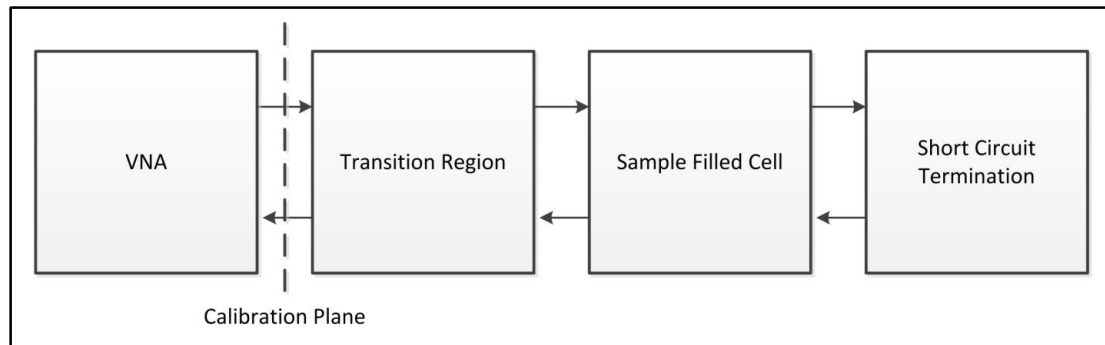 VNA
Transition Region
Sample Filled Cell
Short Circuit
Termination
Calibration Plane